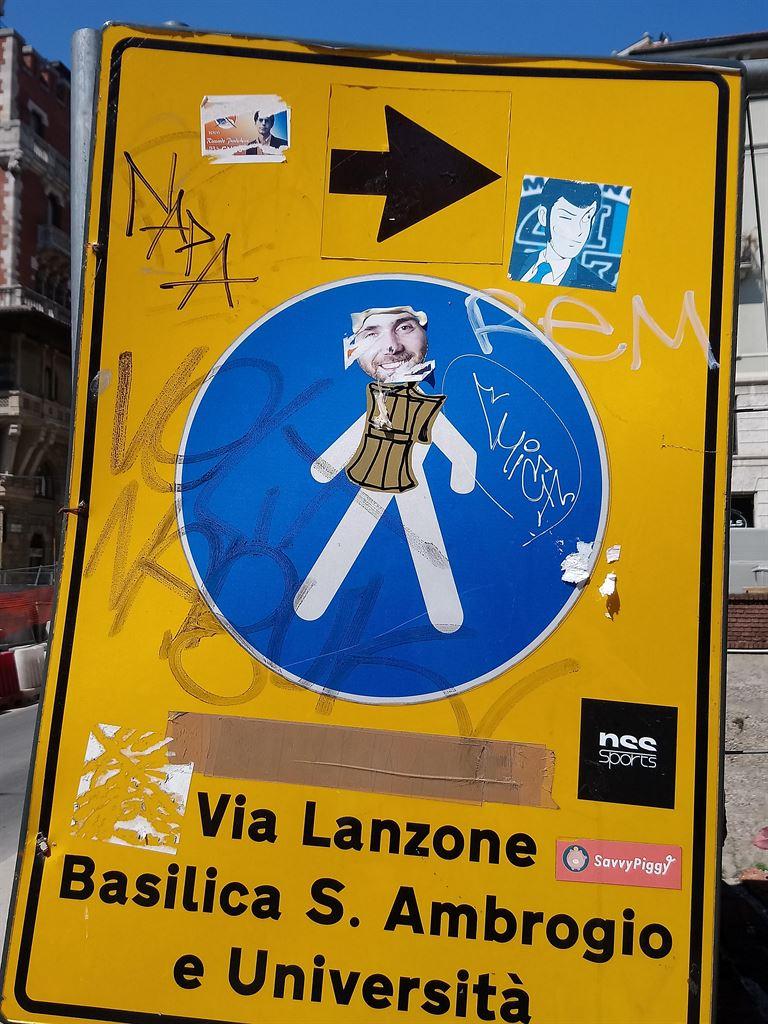 NAPA
REM
nss
sports
Via Lanzone
SavvyPiggy
Basilica S. Ambrogio
e Università